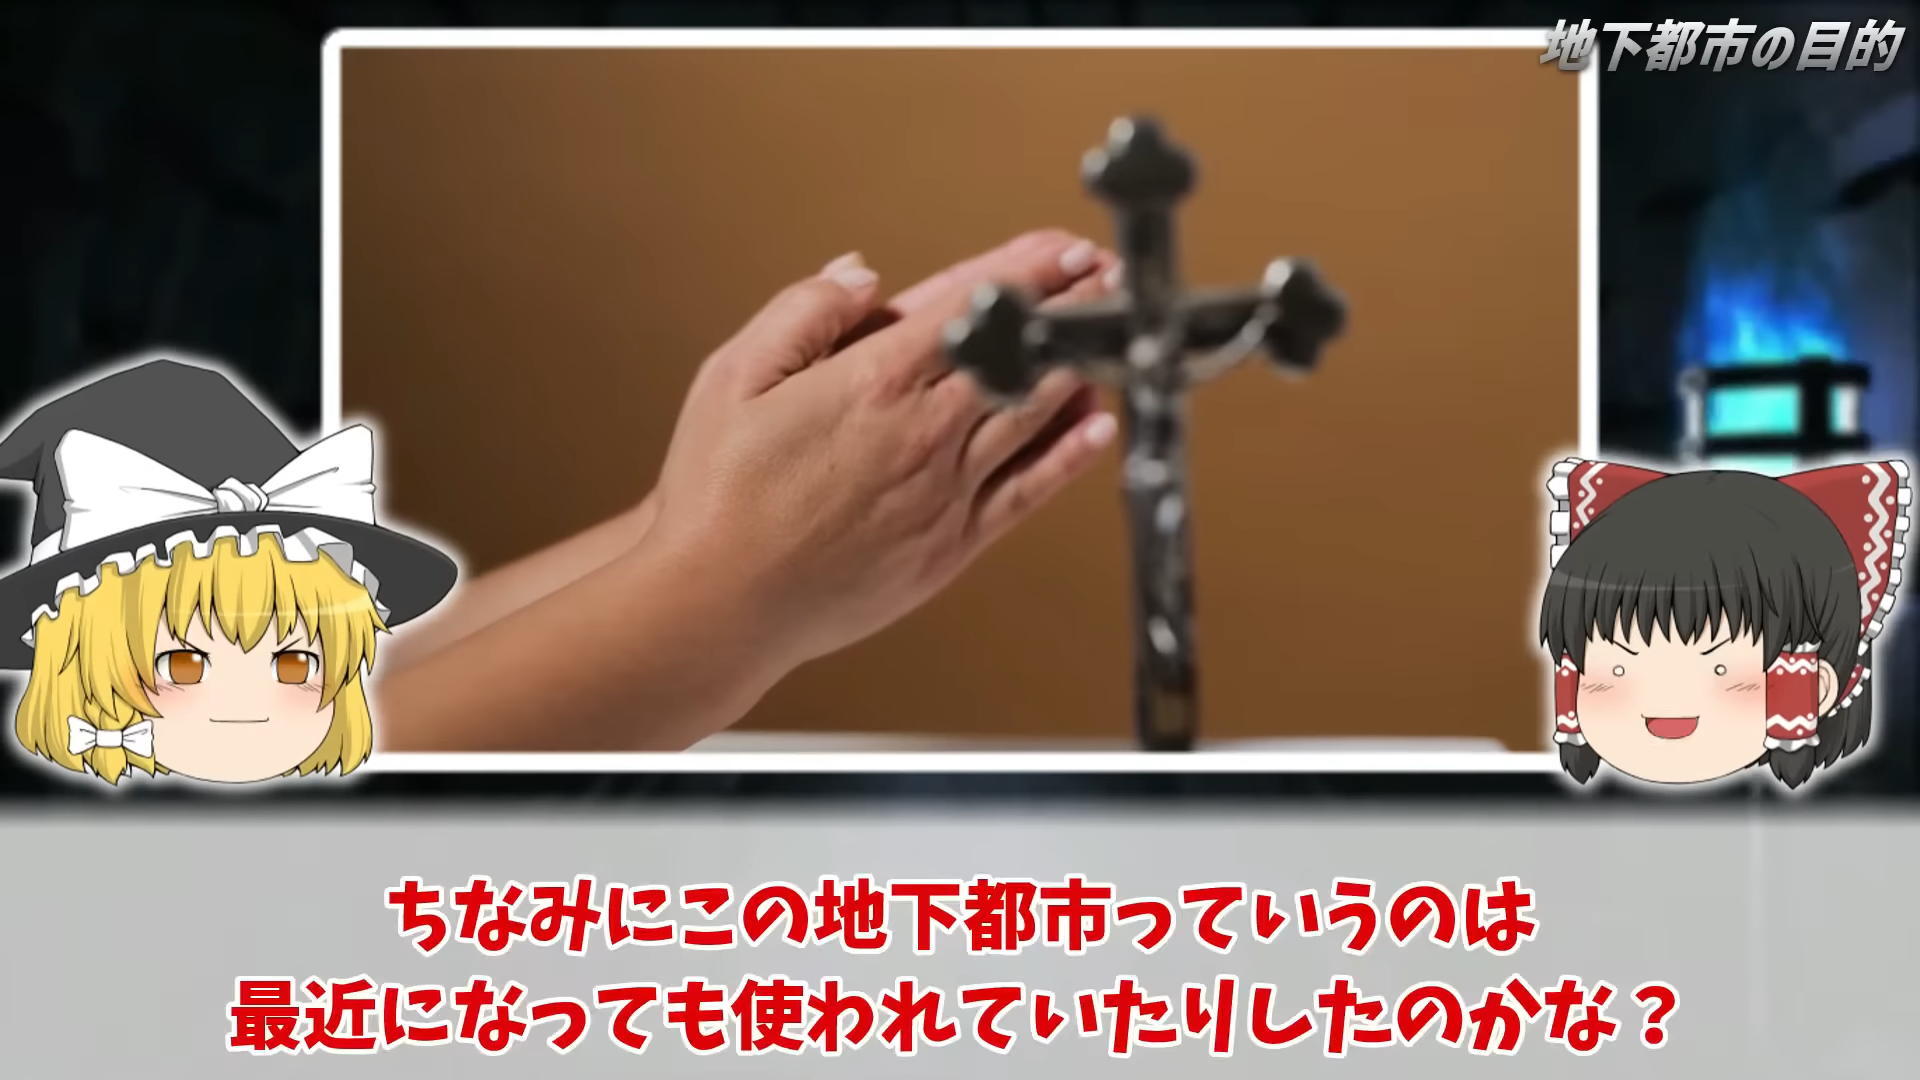 地下都市の目的
ちなみにこの地下都市っていうのは
最近になっても使われていたりしたのかな？